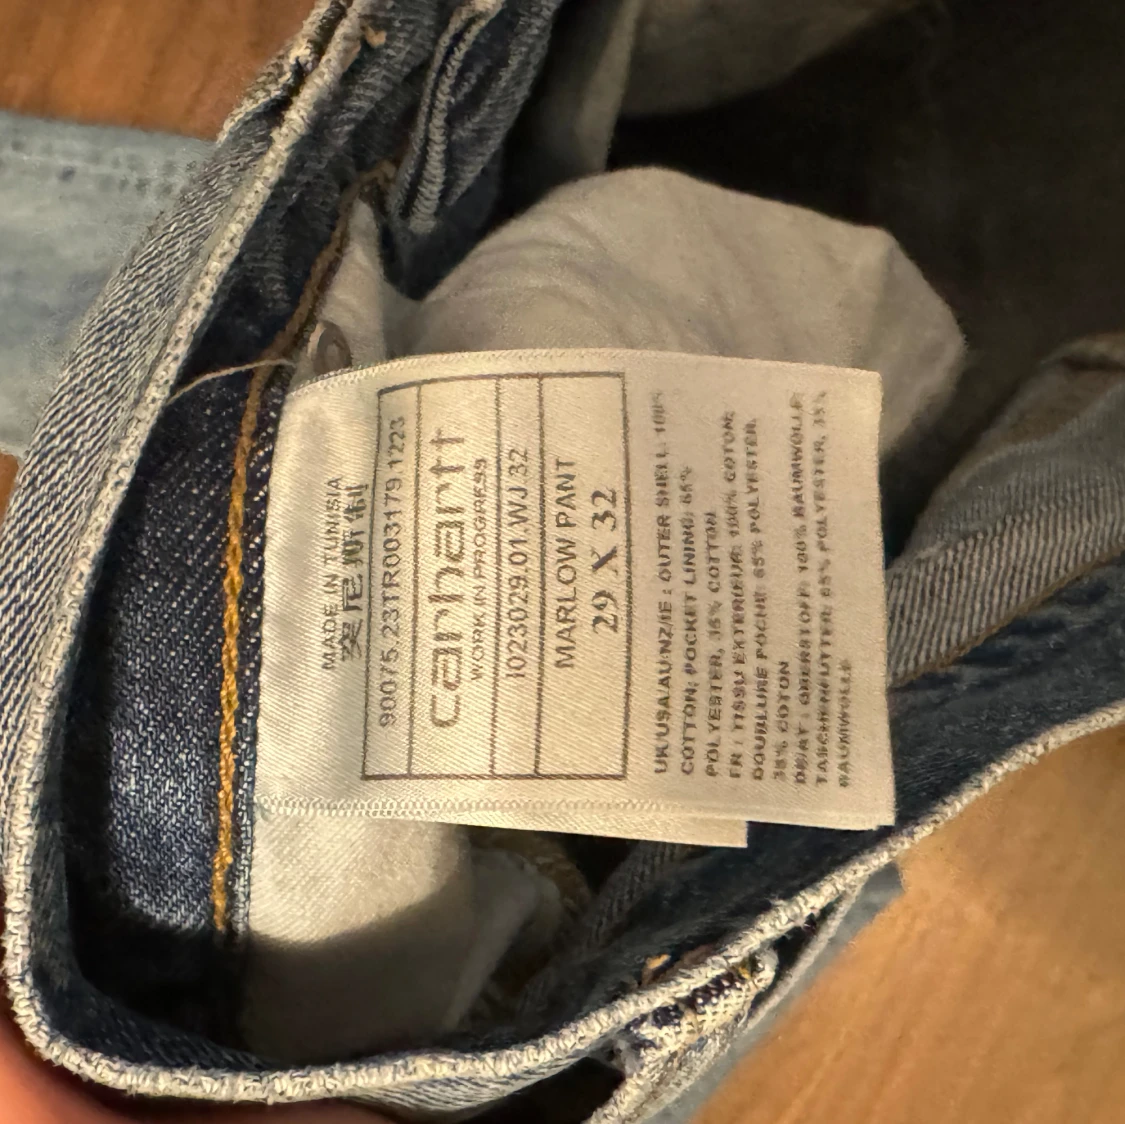 MADE IN TUNISIA
突尼斯制
90075.23TR003179.1223
carhartt
WORK IN PROGRESS
I023029.01.WJ.32
MARLOW PANT
29 X 32
UK/USA/AU/NZ/IE : OUTER SHELL: 100%
COTTON; POCKET LINING: 65%
POLYESTER, 35% COTTON
FR : TISSU EXTERIEUR: 100% COTON;
DOUBLURE POCHE: 65% POLYESTER,
35% COTON
DE/AT : OBERSTOFF: 100% BAUMWOLLE;
TASCHENFUTTER: 65% POLYESTER, 35%
BAUMWOLLE